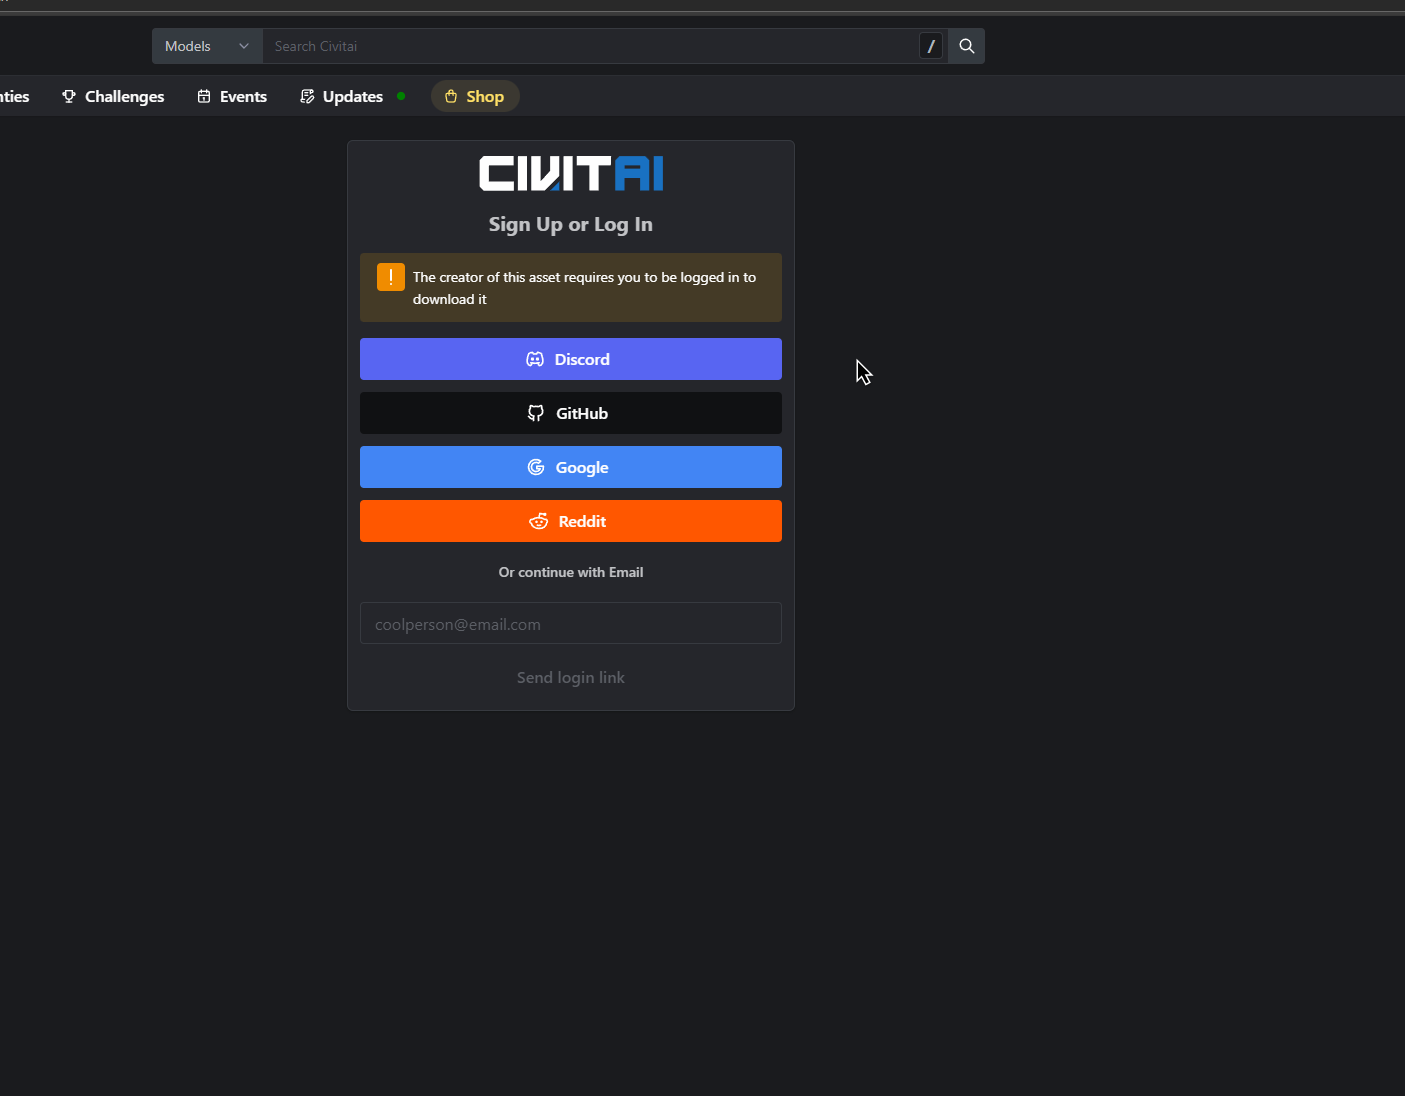 Models
Search Civitai
/
Challenges
Events
Updates
Shop
CIVITAI
Sign Up or Log In
! The creator of this asset requires you to be logged in to
download it
Discord
GitHub
Google
Reddit
Or continue with Email
coolperson@email.com
Send login link